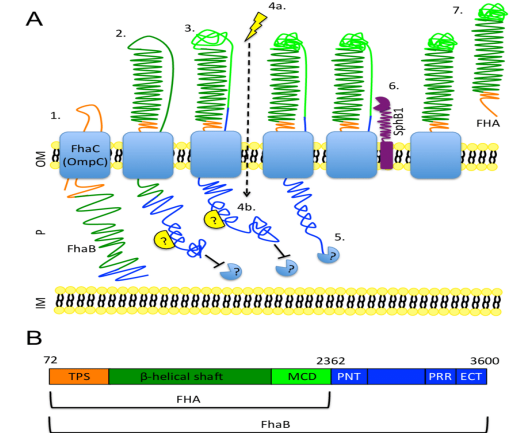 A
1.
2.
3.
4a.
7.
6.
SphB1
FHA
OM
FhaC
(OmpC)
P
FhaB
?
?
4b.
5.
?
?
?
IM
B
72
2362
3600
TPS
β-helical shaft
MCD
PNT
PRR
ECT
FHA
FhaB